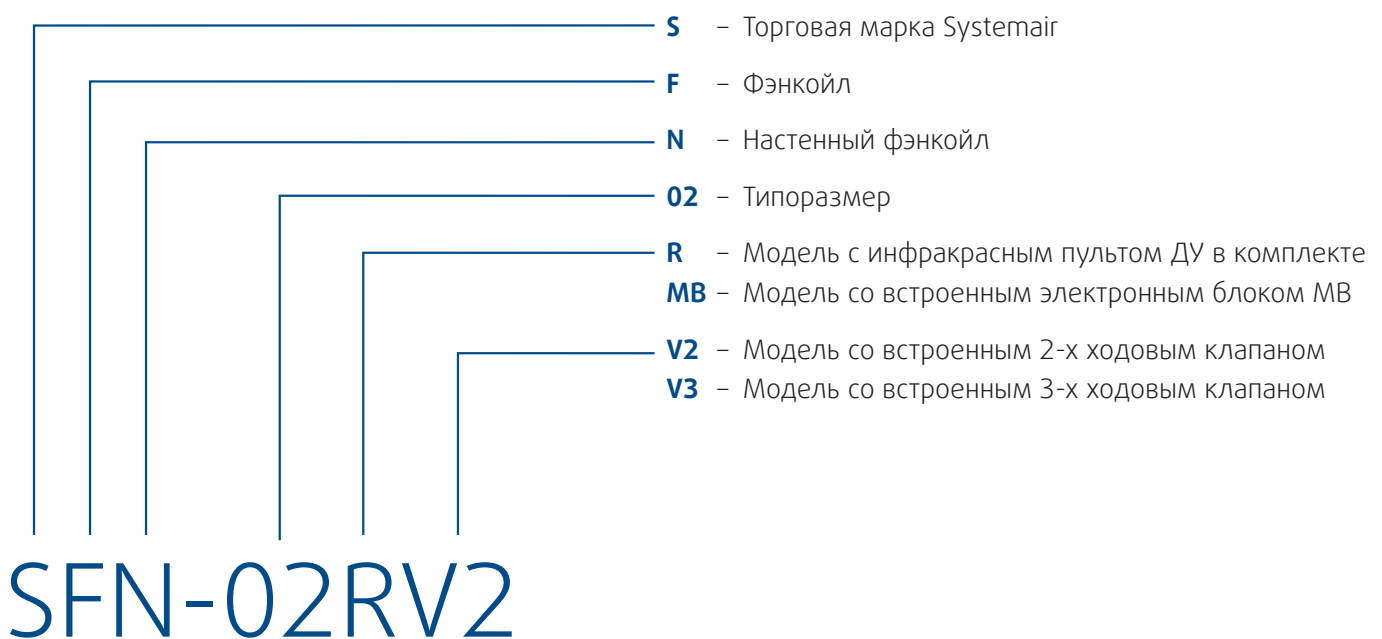 S – Торговая марка Systemair
F – Фэнкойл
N – Настенный фэнкойл
02 – Типоразмер
R – Модель с инфракрасным пультом ДУ в комплекте
MB – Модель со встроенным электронным блоком MB
V2 – Модель со встроенным 2-х ходовым клапаном
V3 – Модель со встроенным 3-х ходовым клапаном
SFN-02RV2